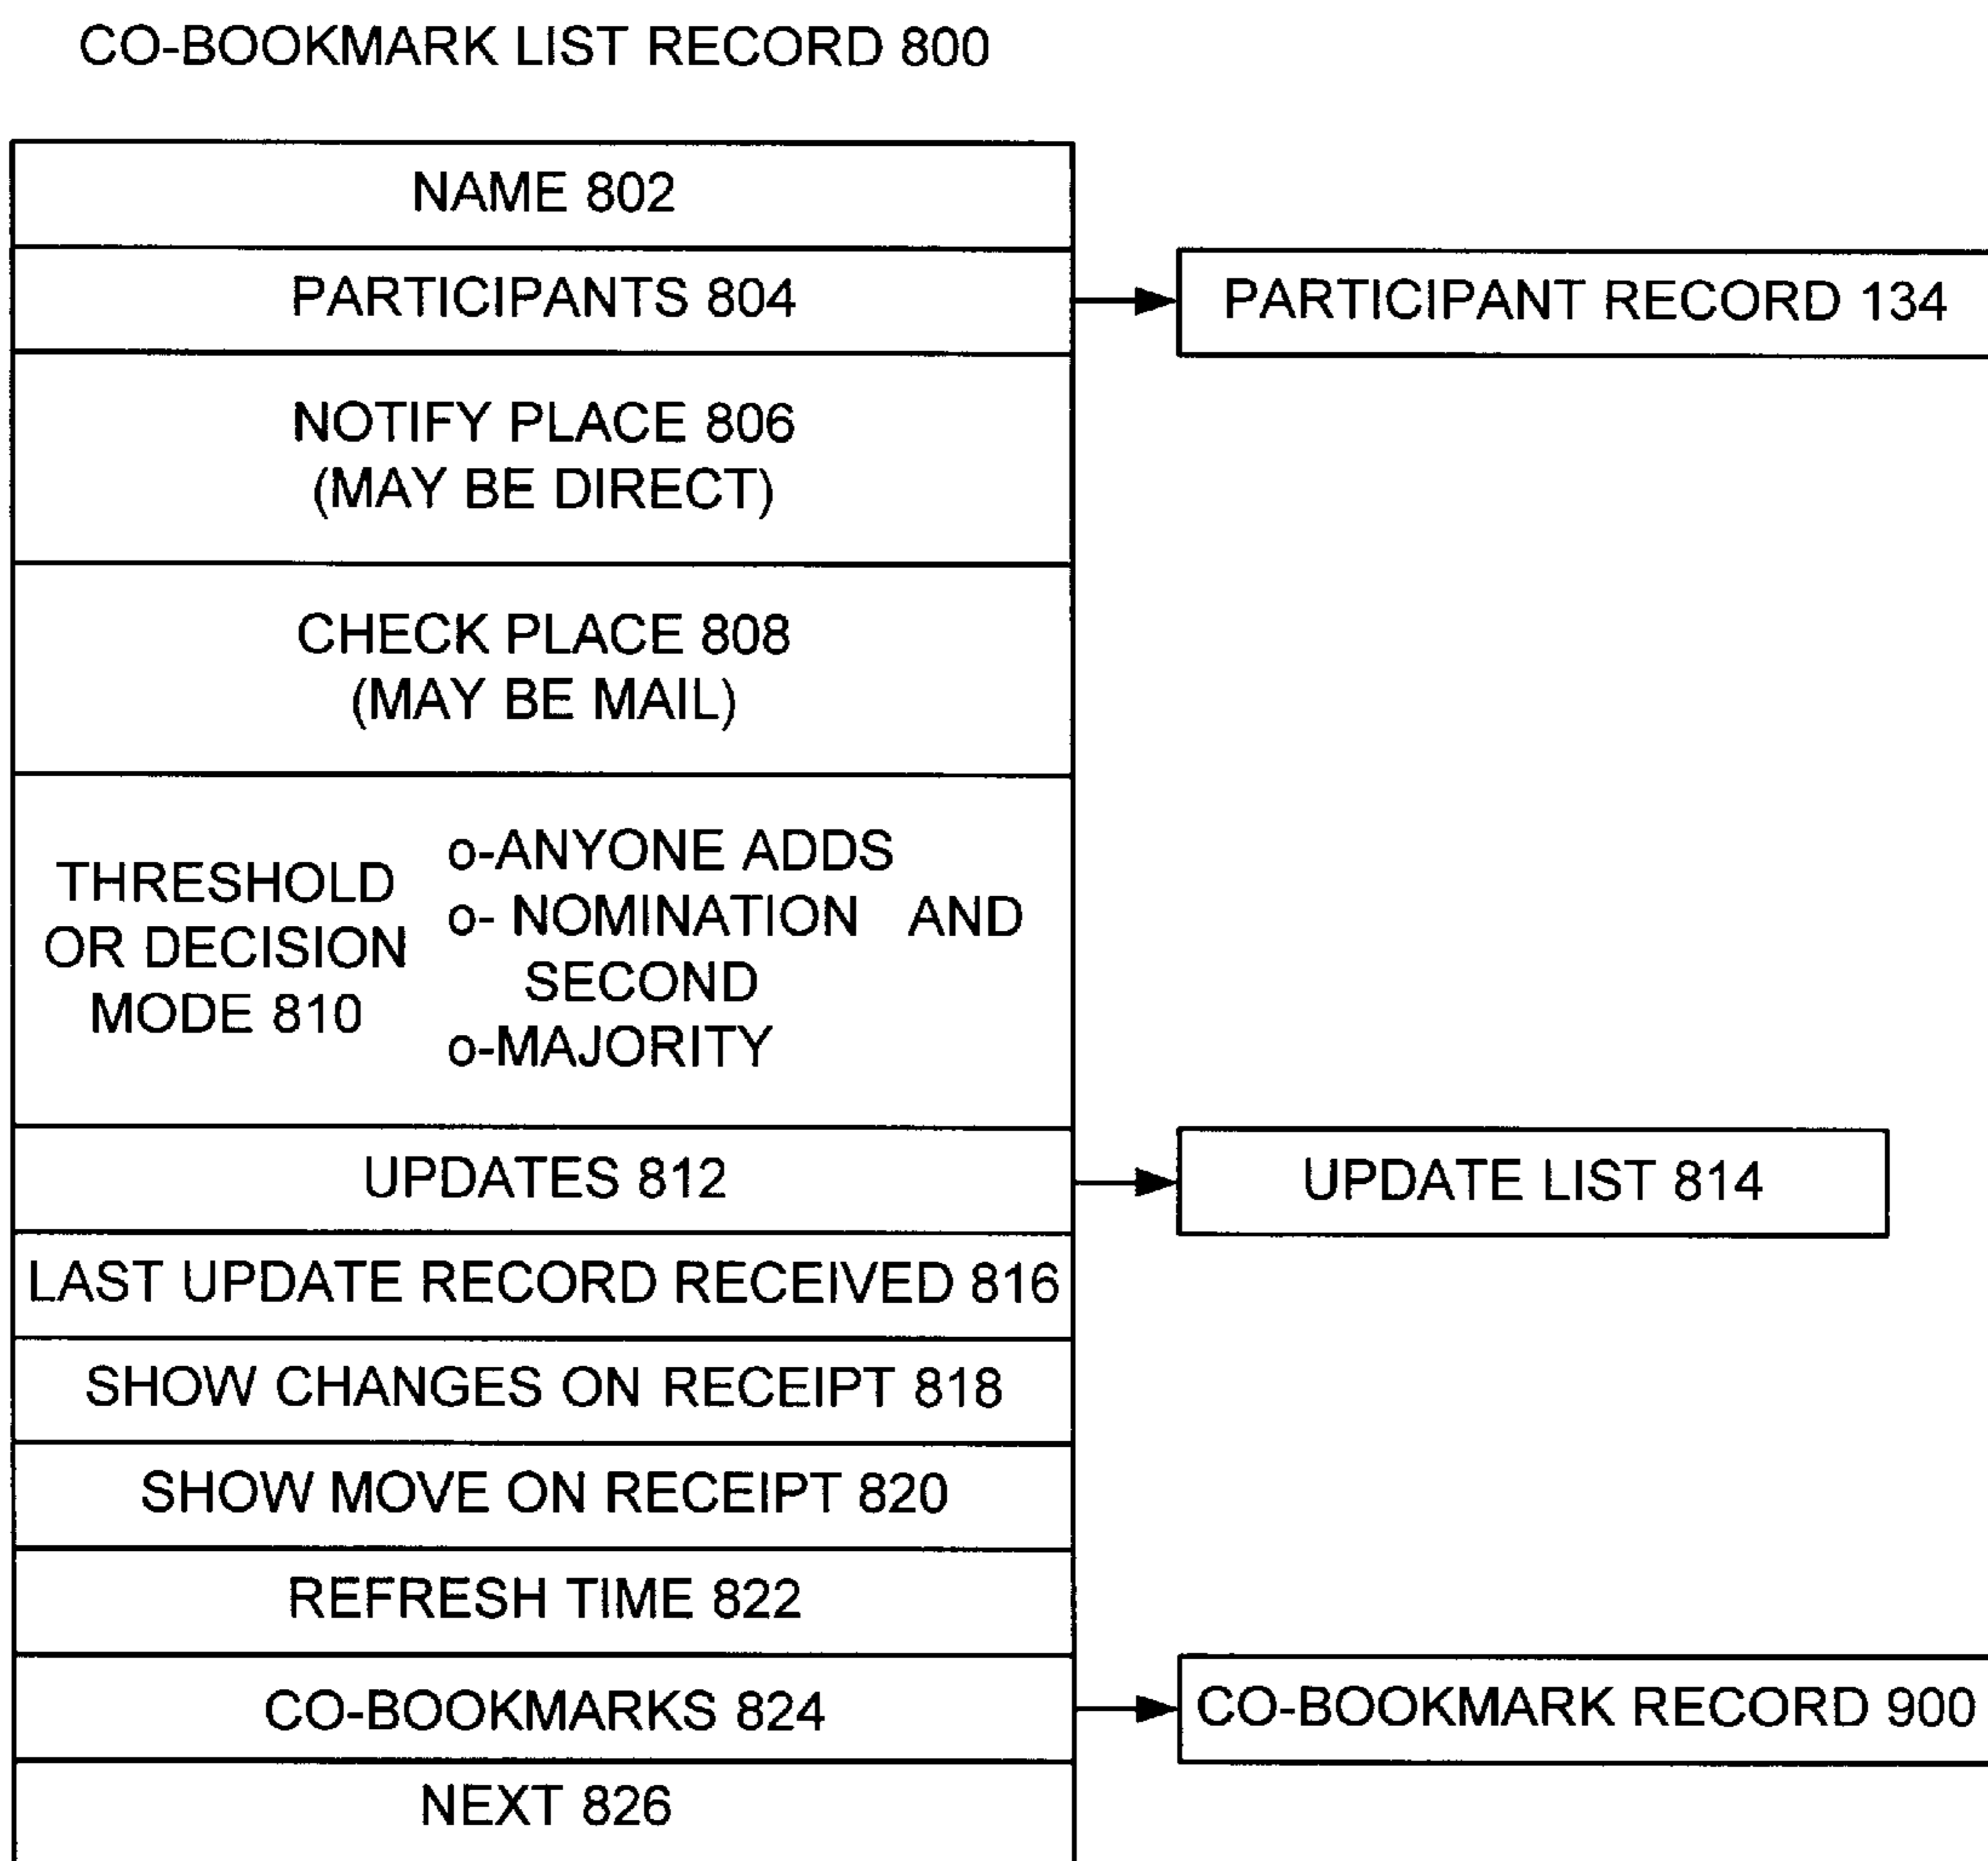 CO-BOOKMARK LIST RECORD 800
NAME 802
PARTICIPANTS 804
PARTICIPANT RECORD 134
NOTIFY PLACE 806
(MAY BE DIRECT)
CHECK PLACE 808
(MAY BE MAIL)
THRESHOLD
OR DECISION
MODE 810
o-ANYONE ADDS
o- NOMINATION AND
SECOND
o-MAJORITY
UPDATES 812
UPDATE LIST 814
LAST UPDATE RECORD RECEIVED 816
SHOW CHANGES ON RECEIPT 818
SHOW MOVE ON RECEIPT 820
REFRESH TIME 822
CO-BOOKMARKS 824
CO-BOOKMARK RECORD 900
NEXT 826